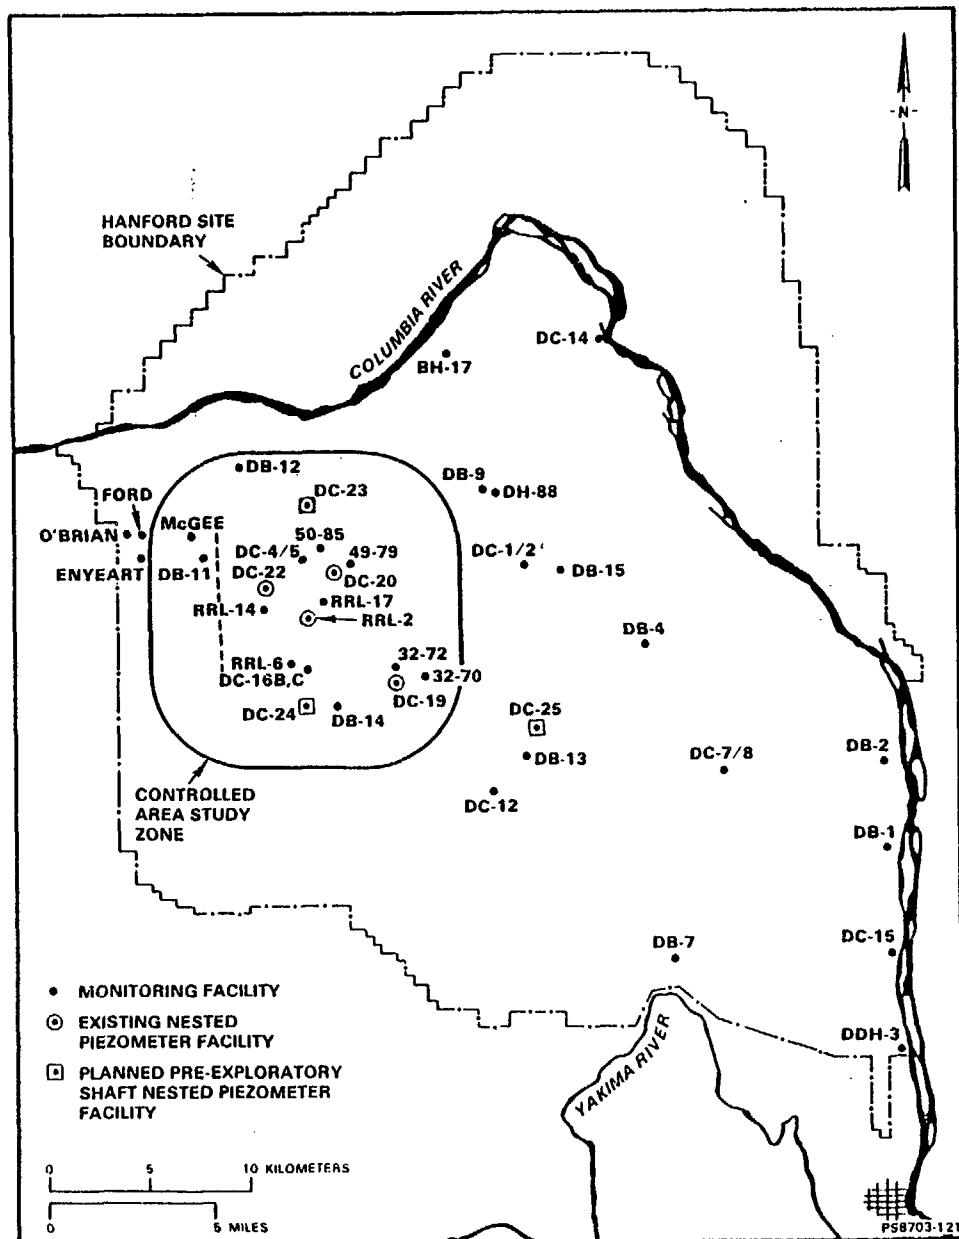 -N-
HANFORD SITE
BOUNDARY
COLUMBIA RIVER
DC-14
BH-17
DB-12
DB-9
DH-88
DC-23
FORD
McGEE
O'BRIAN
50-85
DC-4/5
49-79
DC-1/2
ENYEART
DB-11
DC-22
DC-20
DB-15
RRL-17
RRL-14
RRL-2
DB-4
32-72
RRL-6
DC-16B,C
32-70
DC-19
DC-24
DB-14
DC-25
DB-2
DC-7/8
DB-13
CONTROLLED
AREA STUDY
ZONE
DC-12
DB-1
DC-15
DB-7
MONITORING FACILITY
EXISTING NESTED
PIEZOMETER FACILITY
PLANNED PRE-EXPLORATORY
SHAFT NESTED PIEZOMETER
FACILITY
DDH-3
YAKIMA RIVER
0 5 10 KILOMETERS
0 5 MILES
PS8703-121